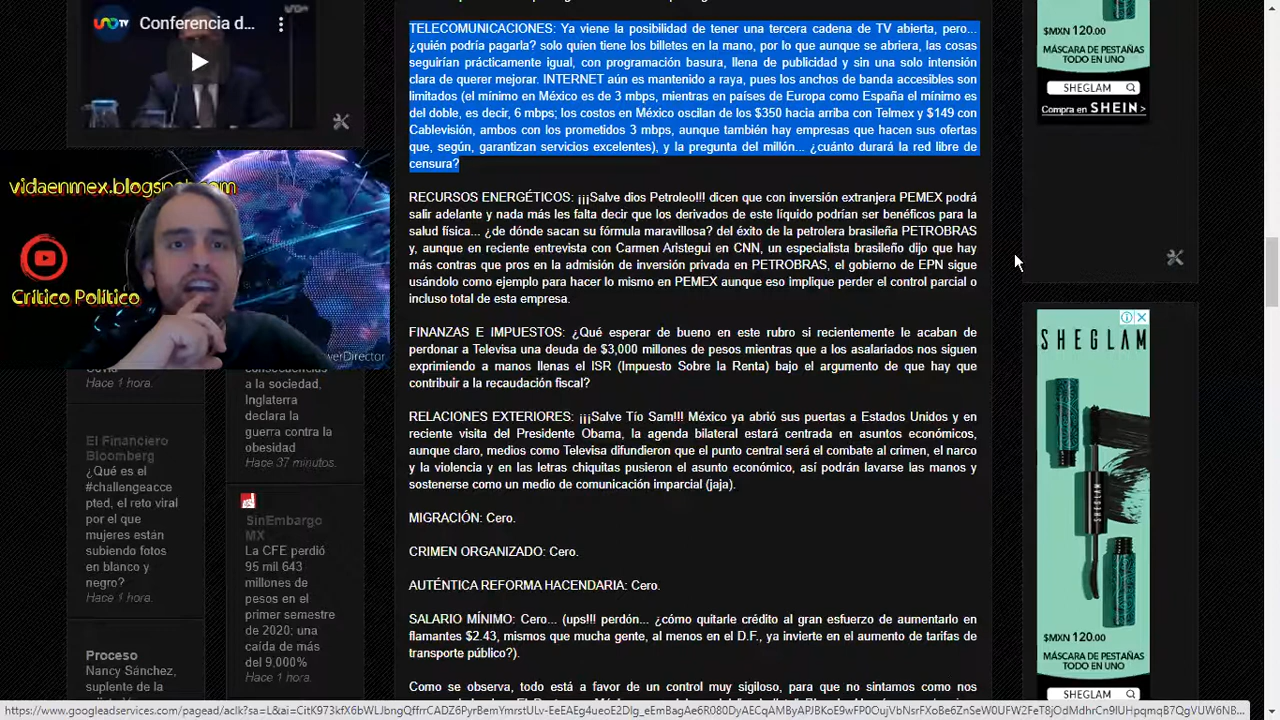 Conferencia d...
TELECOMUNICACIONES: Ya viene la posibilidad de tener una tercera cadena de TV abierta, pero...
¿quién podría pagarla? solo quien tiene los billetes en la mano, por lo que aunque se abriera, las cosas
seguirían prácticamente igual, con programación basura, llena de publicidad y sin una solo intensión
clara de querer mejorar. INTERNET aún es mantenido a raya, pues los anchos de banda accesibles son
limitados (el mínimo en México es de 3 mbps, mientras en países de Europa como España el mínimo es
del doble, es decir, 6 mbps; los costos en México oscilan de los $350 hacia arriba con Telmex y $149 con
Cablevisión, ambos con los prometidos 3 mbps, aunque también hay empresas que hacen sus ofertas
que, según, garantizan servicios excelentes), y la pregunta del millón... ¿cuánto durará la red libre de
censura?
RECURSOS ENERGÉTICOS: ¡¡¡Salve dios Petroleo!!! dicen que con inversión extranjera PEMEX podrá
salir adelante y nada más les falta decir que los derivados de este líquido podrían ser benéficos para la
salud física... ¿de dónde sacan su fórmula maravillosa? del éxito de la petrolera brasileña PETROBRAS
y, aunque en reciente entrevista con Carmen Aristegui en CNN, un especialista brasileño dijo que hay
más contras que pros en la admisión de inversión privada en PETROBRAS, el gobierno de EPN sigue
usándolo como ejemplo para hacer lo mismo en PEMEX aunque eso implique perder el control parcial o
incluso total de esta empresa.
FINANZAS E IMPUESTOS: ¿Qué esperar de bueno en este rubro si recientemente le acaban de
perdonar a Televisa una deuda de $3,000 millones de pesos mientras que a los asalariados nos siguen
exprimiendo a manos llenas el ISR (Impuesto Sobre la Renta) bajo el argumento de que hay que
contribuir a la recaudación fiscal?
RELACIONES EXTERIORES: ¡¡¡Salve Tío Sam!!! México ya abrió sus puertas a Estados Unidos y en
reciente visita del Presidente Obama, la agenda bilateral estará centrada en asuntos económicos,
aunque claro, medios como Televisa difundieron que el punto central será el combate al crimen, el narco
y la violencia y en las letras chiquitas pusieron el asunto económico, así podrán lavarse las manos y
sostenerse como un medio de comunicación imparcial (jaja).
MIGRACIÓN: Cero.
CRIMEN ORGANIZADO: Cero.
AUTÉNTICA REFORMA HACENDARIA: Cero.
SALARIO MÍNIMO: Cero... (ups!!! perdón... ¿cómo quitarle crédito al gran esfuerzo de aumentarlo en
flamantes $2.43, mismos que mucha gente, al menos en el D.F., ya invierte en el aumento de tarifas de
transporte público?).
Como se observa, todo está a favor de un control muy sigiloso, para que no sintamos como nos
vidaenmex.blogspot.com
Crítico Político
werDirector
Hace 1 hora.
El Financiero
Bloomberg
¿Qué es el
#challengeacce
pted, el reto viral
por el que
mujeres están
subiendo fotos
en blanco y
negro?
Hace 1 hora.
Proceso
Nancy Sánchez,
suplente de la
consecuencias
a la sociedad,
Inglaterra
declara la
guerra contra la
obesidad
Hace 37 minutos.
SinEmbargo
MX
La CFE perdió
95 mil 643
millones de
pesos en el
primer semestre
de 2020; una
caída de más
del 9,000%
Hace 1 hora.
$MXN 120.00
MÁSCARA DE PESTAÑAS
TODO EN UNO
SHEGLAM
Compra en SHEIN >
SHEGLAM
$MXN 120.00
MÁSCARA DE PESTAÑAS
TODO EN UNO
SHEGLAM